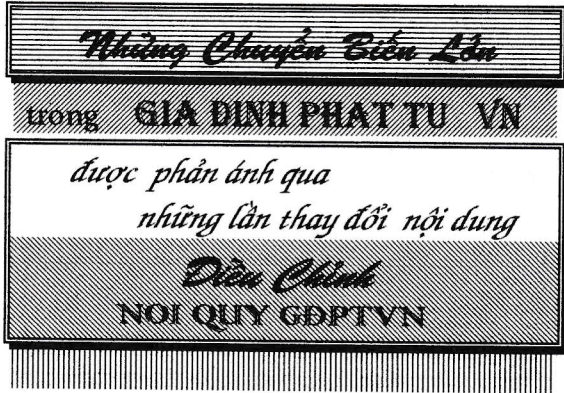 Những Chuyển Biến Lớn
trong GIA DINH PHAT TU VN
được phản ánh qua
những lần thay đổi nội dung
Điều Chỉnh
NOI QUY GĐPTVN